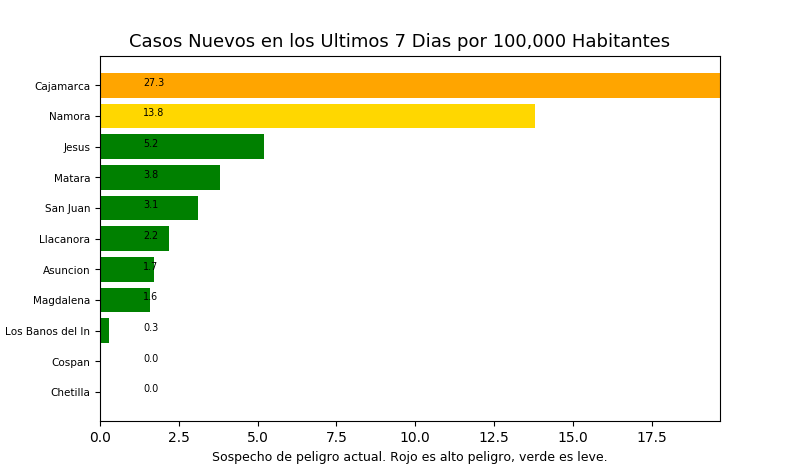 Casos Nuevos en los Ultimos 7 Dias por 100,000 Habitantes
Cajamarca 27.3
Namora 13.8
Jesus 5.2
Matara 3.8
San Juan 3.1
Llacanora 2.2
Asuncion 1.7
Magdalena 1.6
Los Banos del In 0.3
Cospan 0.0
Chetilla 0.0
0.0 2.5 5.0 7.5 10.0 12.5 15.0 17.5
Sospecho de peligro actual. Rojo es alto peligro, verde es leve.